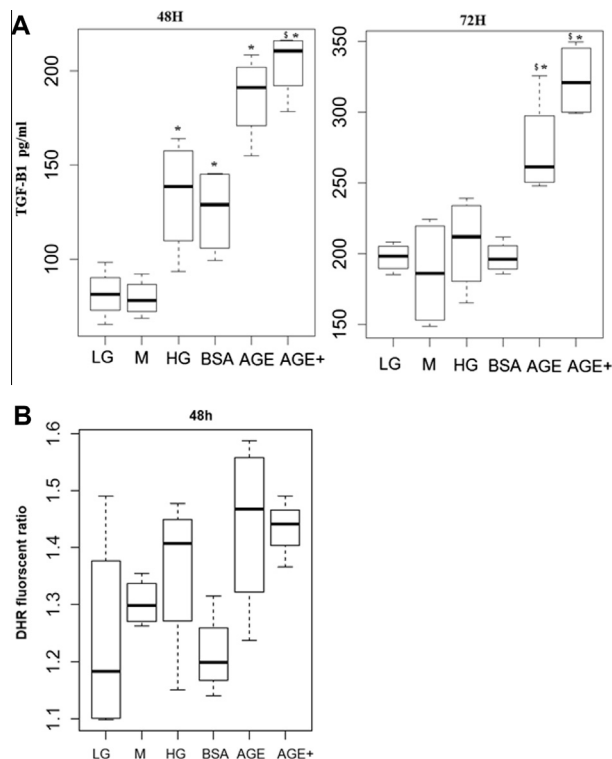 A
48H
TGF-B1 pg/ml
200
150
100
* * * $ *
LG M HG BSA AGE AGE+
72H
350
300
250
200
150
$ * $ *
LG M HG BSA AGE AGE+
B
48h
DHR fluorscent ratio
1.6
1.5
1.4
1.3
1.2
1.1
LG M HG BSA AGE AGE+